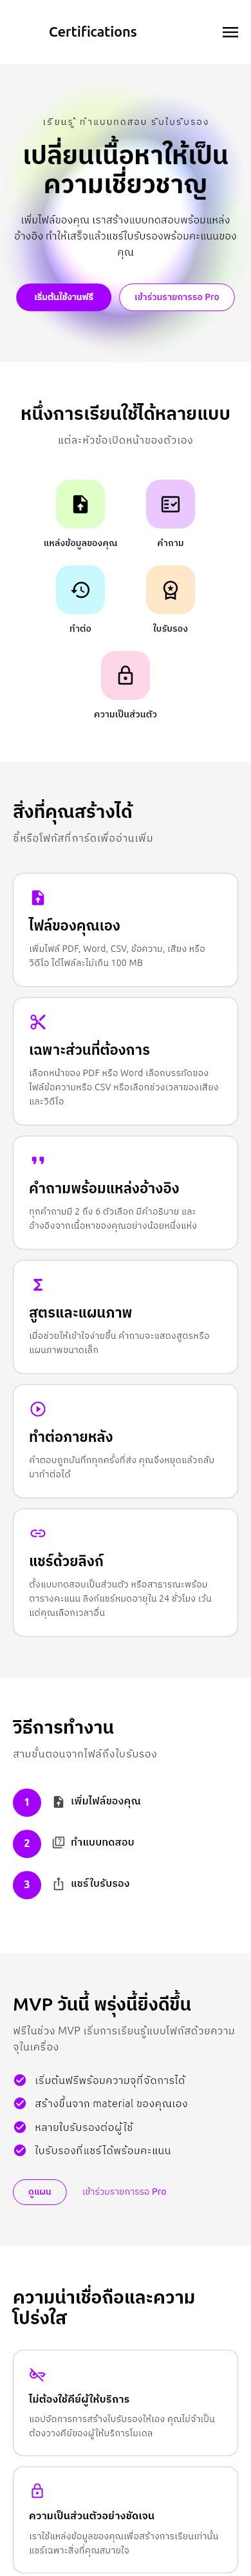 Certifications
เรียนรู้ ทำแบบทดสอบ รับใบรับรอง
เปลี่ยนเนื้อหาให้เป็น
ความเชี่ยวชาญ
เพิ่มไฟล์ของคุณ เราสร้างแบบทดสอบพร้อมแหล่ง
อ้างอิง ทำให้เสร็จแล้วแชร์ใบรับรองพร้อมคะแนนของ
คุณ
เริ่มต้นใช้งานฟรี
เข้าร่วมรายการรอ Pro
หนึ่งการเรียนใช้ได้หลายแบบ
แต่ละหัวข้อเปิดหน้าของตัวเอง
แหล่งข้อมูลของคุณ
คำถาม
ทำต่อ
ใบรับรอง
ความเป็นส่วนตัว
สิ่งที่คุณสร้างได้
ชี้หรือโฟกัสที่การ์ดเพื่ออ่านเพิ่ม
ไฟล์ของคุณเอง
เพิ่มไฟล์ PDF, Word, CSV, ข้อความ, เสียง หรือ
วิดีโอ ได้ไฟล์ละไม่เกิน 100 MB
เฉพาะส่วนที่ต้องการ
เลือกหน้าของ PDF หรือ Word เลือกบรรทัดของ
ไฟล์ข้อความหรือ CSV หรือเลือกช่วงเวลาของเสียง
และวิดีโอ
คำถามพร้อมแหล่งอ้างอิง
ทุกคำถามมี 2 ถึง 6 ตัวเลือก มีคำอธิบาย และ
อ้างอิงจากเนื้อหาของคุณอย่างน้อยหนึ่งแห่ง
สูตรและแผนภาพ
เมื่อช่วยให้เข้าใจง่ายขึ้น คำถามจะแสดงสูตรหรือ
แผนภาพขนาดเล็ก
ทำต่อภายหลัง
คำตอบถูกบันทึกทุกครั้งที่ส่ง คุณจึงหยุดแล้วกลับ
มาทำต่อได้
แชร์ด้วยลิงก์
ตั้งแบบทดสอบเป็นส่วนตัว หรือสาธารณะพร้อม
ตารางคะแนน ลิงก์แชร์หมดอายุใน 24 ชั่วโมง เว้น
แต่คุณเลือกเวลาอื่น
วิธีการทำงาน
สามขั้นตอนจากไฟล์ถึงใบรับรอง
1 เพิ่มไฟล์ของคุณ
2 ทำแบบทดสอบ
3 แชร์ใบรับรอง
MVP วันนี้ พรุ่งนี้ยิ่งดีขึ้น
ฟรีในช่วง MVP เริ่มการเรียนรู้แบบโฟกัสด้วยความ
จุในเครื่อง
เริ่มต้นฟรีพร้อมความจุที่จัดการได้
สร้างขึ้นจาก material ของคุณเอง
หลายใบรับรองต่อผู้ใช้
ใบรับรองที่แชร์ได้พร้อมคะแนน
ดูแผน
เข้าร่วมรายการรอ Pro
ความน่าเชื่อถือและความ
โปร่งใส
ไม่ต้องใช้คีย์ผู้ให้บริการ
แอปจัดการการสร้างใบรับรองให้เอง คุณไม่จำเป็น
ต้องวางคีย์ของผู้ให้บริการโมเดล
ความเป็นส่วนตัวอย่างชัดเจน
เราใช้แหล่งข้อมูลของคุณเพื่อสร้างการเรียนเท่านั้น
แชร์เฉพาะสิ่งที่คุณสบายใจ